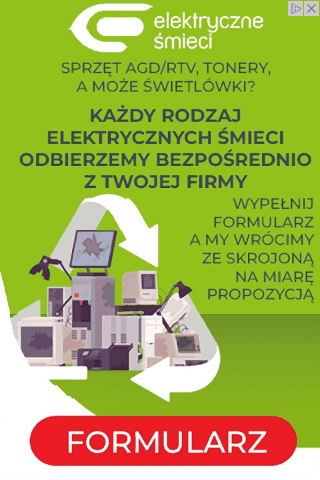 elektryczne
śmieci
SPRZĘT AGD/RTV, TONERY,
A MOŻE ŚWIETLÓWKI?
KAŻDY RODZAJ
ELEKTRYCZNYCH ŚMIECI
ODBIERZEMY BEZPOŚREDNIO
Z TWOJEJ FIRMY
WYPEŁNIJ
FORMULARZ
A MY WRÓCIMY
ZE SKROJONĄ
NA MIARĘ
PROPOZYCJĄ
FORMULARZ